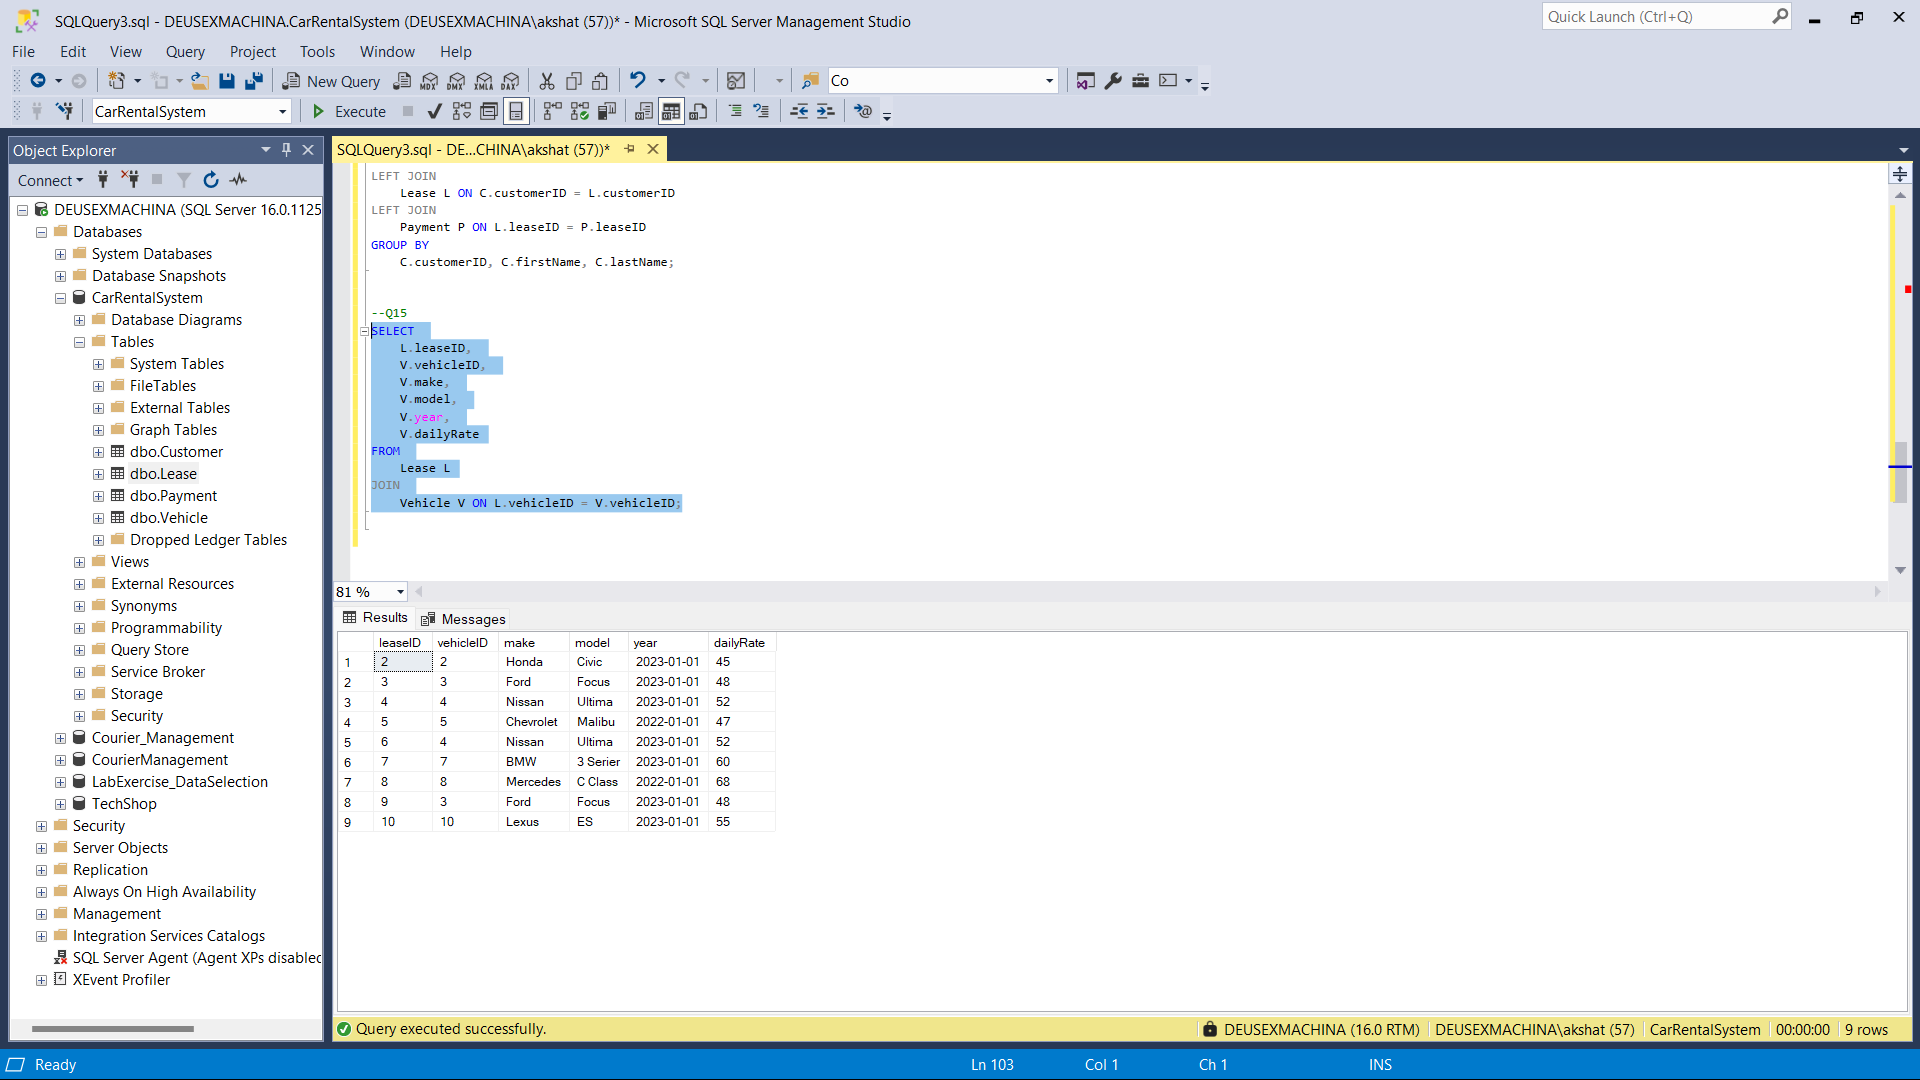 SQLQuery3.sql - DEUSEXMACHINA.CarRentalSystem (DEUSEXMACHINA\akshat (57))* - Microsoft SQL Server Management Studio
Quick Launch (Ctrl+Q)
File Edit View Query Project Tools Window Help
New Query MDX DMX XMLA DAX Co
CarRentalSystem Execute
Object Explorer
Connect
DEUSEXMACHINA (SQL Server 16.0.1125
Databases
System Databases
Database Snapshots
CarRentalSystem
Database Diagrams
Tables
System Tables
FileTables
External Tables
Graph Tables
dbo.Customer
dbo.Lease
dbo.Payment
dbo.Vehicle
Dropped Ledger Tables
Views
External Resources
Synonyms
Programmability
Query Store
Service Broker
Storage
Security
Courier_Management
CourierManagement
LabExercise_DataSelection
TechShop
Security
Server Objects
Replication
Always On High Availability
Management
Integration Services Catalogs
SQL Server Agent (Agent XPs disabled
XEvent Profiler
SQLQuery3.sql - DE...CHINA\akshat (57))*
LEFT JOIN
Lease L ON C.customerID = L.customerID
LEFT JOIN
Payment P ON L.leaseID = P.leaseID
GROUP BY
C.customerID, C.firstName, C.lastName;
--Q15
SELECT
L.leaseID,
V.vehicleID,
V.make,
V.model,
V.year,
V.dailyRate
FROM
Lease L
JOIN
Vehicle V ON L.vehicleID = V.vehicleID;
81 %
Results Messages
leaseID vehicleID make model year dailyRate
1 2 2 Honda Civic 2023-01-01 45
2 3 3 Ford Focus 2023-01-01 48
3 4 4 Nissan Ultima 2023-01-01 52
4 5 5 Chevrolet Malibu 2022-01-01 47
5 6 4 Nissan Ultima 2023-01-01 52
6 7 7 BMW 3 Serier 2023-01-01 60
7 8 8 Mercedes C Class 2022-01-01 68
8 9 3 Ford Focus 2023-01-01 48
9 10 10 Lexus ES 2023-01-01 55
Query executed successfully.
DEUSEXMACHINA (16.0 RTM) DEUSEXMACHINA\akshat (57) CarRentalSystem 00:00:00 9 rows
Ready Ln 103 Col 1 Ch 1 INS